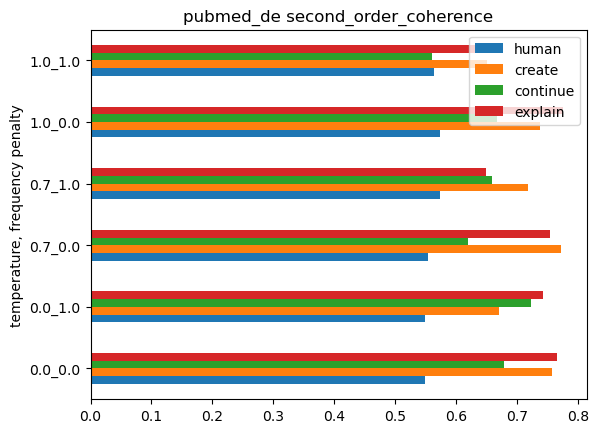 pubmed_de second_order_coherence
human
create
continue
explain
temperature, frequency penalty
1.0_1.0
1.0_0.0
0.7_1.0
0.7_0.0
0.0_1.0
0.0_0.0
0.0 0.1 0.2 0.3 0.4 0.5 0.6 0.7 0.8